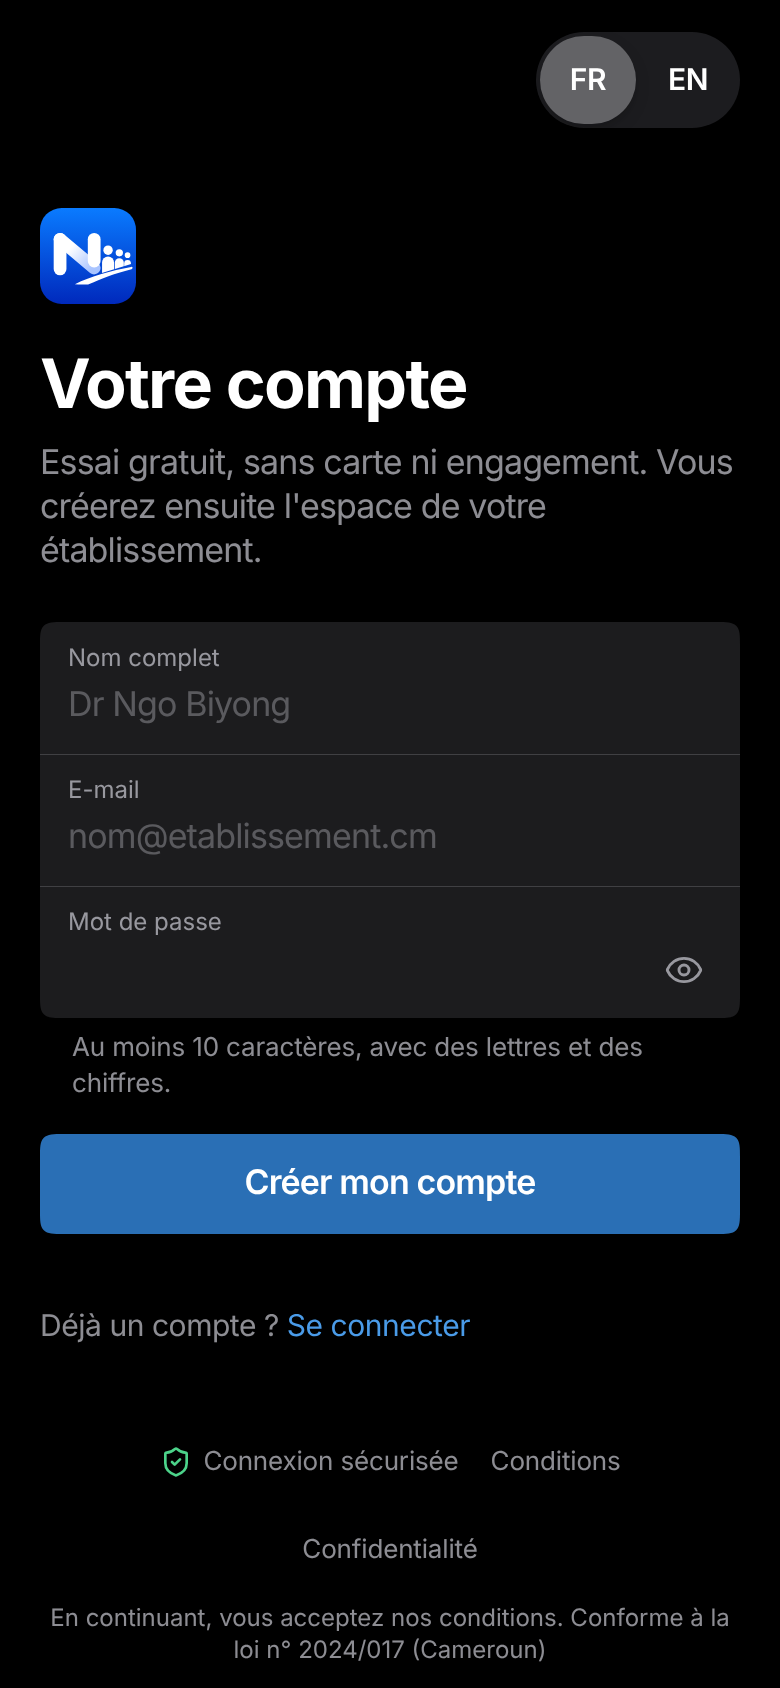 FR EN
Votre compte
Essai gratuit, sans carte ni engagement. Vous
créerez ensuite l'espace de votre
établissement.
Nom complet
Dr Ngo Biyong
E-mail
nom@etablissement.cm
Mot de passe
Au moins 10 caractères, avec des lettres et des
chiffres.
Créer mon compte
Déjà un compte ? Se connecter
Connexion sécurisée Conditions
Confidentialité
En continuant, vous acceptez nos conditions. Conforme à la
loi n° 2024/017 (Cameroun)